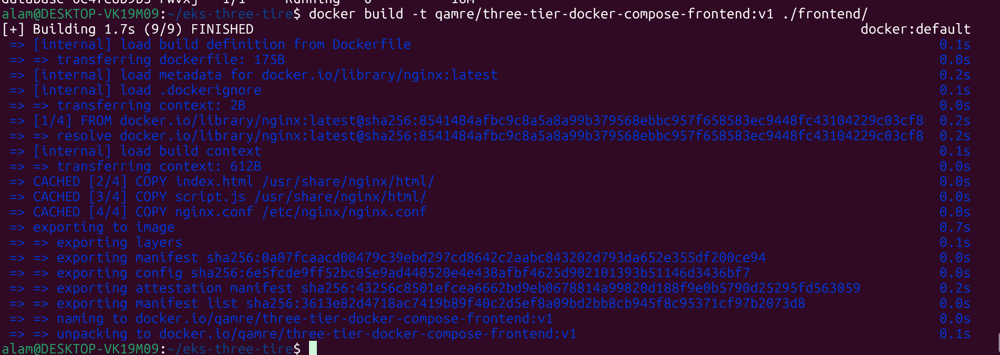 alam@DESKTOP-VK19M09:~/eks-three-tire$ docker build -t qamre/three-tier-docker-compose-frontend:v1 ./frontend/
[+] Building 1.7s (9/9) FINISHED docker:default
=> [internal] load build definition from Dockerfile 0.1s
=> => transferring dockerfile: 175B 0.0s
=> [internal] load metadata for docker.io/library/nginx:latest 0.2s
=> [internal] load .dockerignore 0.1s
=> => transferring context: 2B 0.0s
=> [1/4] FROM docker.io/library/nginx:latest@sha256:8541484afbc9c8a5a8a99b379568ebbc957f658583ec9448fc43104229c03cf8 0.2s
=> => resolve docker.io/library/nginx:latest@sha256:8541484afbc9c8a5a8a99b379568ebbc957f658583ec9448fc43104229c03cf8 0.2s
=> [internal] load build context 0.1s
=> => transferring context: 612B 0.0s
=> CACHED [2/4] COPY index.html /usr/share/nginx/html/ 0.0s
=> CACHED [3/4] COPY script.js /usr/share/nginx/html/ 0.0s
=> CACHED [4/4] COPY nginx.conf /etc/nginx/nginx.conf 0.0s
=> exporting to image 0.7s
=> => exporting layers 0.1s
=> => exporting manifest sha256:0a07fcaacd00479c39ebd297cd8642c2aabc843202d793da652e355df200ce94 0.0s
=> => exporting config sha256:6e5fcde9ff52bc05e9ad440520e4e438afbf4625d902101393b51146d3436bf7 0.0s
=> => exporting attestation manifest sha256:43256c8501efcea6662bd9eb0678814a99820d188f9e0b5790d25295fd563059 0.2s
=> => exporting manifest list sha256:3613e82d4718ac7419b89f40c2d5ef8a09bd2bb8cb945f8c95371cf97b2073d8 0.0s
=> => naming to docker.io/qamre/three-tier-docker-compose-frontend:v1 0.0s
=> => unpacking to docker.io/qamre/three-tier-docker-compose-frontend:v1 0.1s
alam@DESKTOP-VK19M09:~/eks-three-tire$